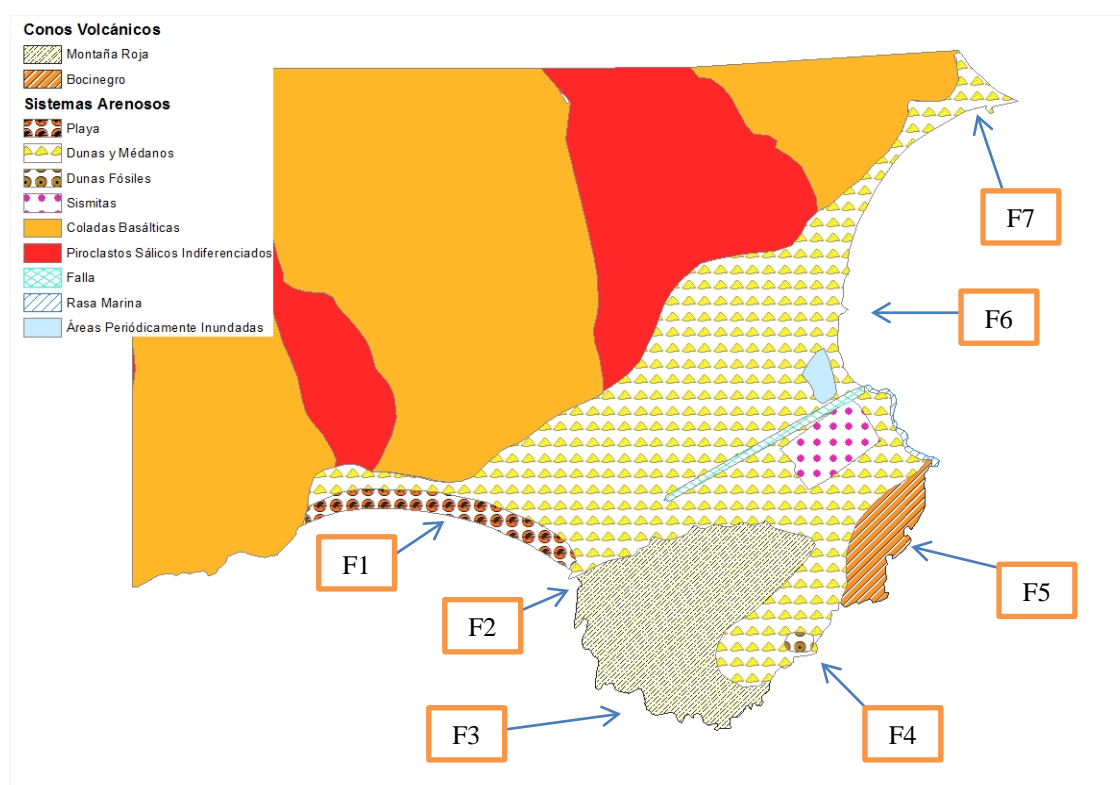 Conos Volcánicos
Montaña Roja
Bocinegro
Sistemas Arenosos
Playa
Dunas y Médanos
Dunas Fósiles
Sismitas
Coladas Basálticas
Piroclastos Sálicos Indiferenciados
Falla
Rasa Marina
Áreas Periódicamente Inundadas
F7
F6
F1
F5
F2
F3
F4